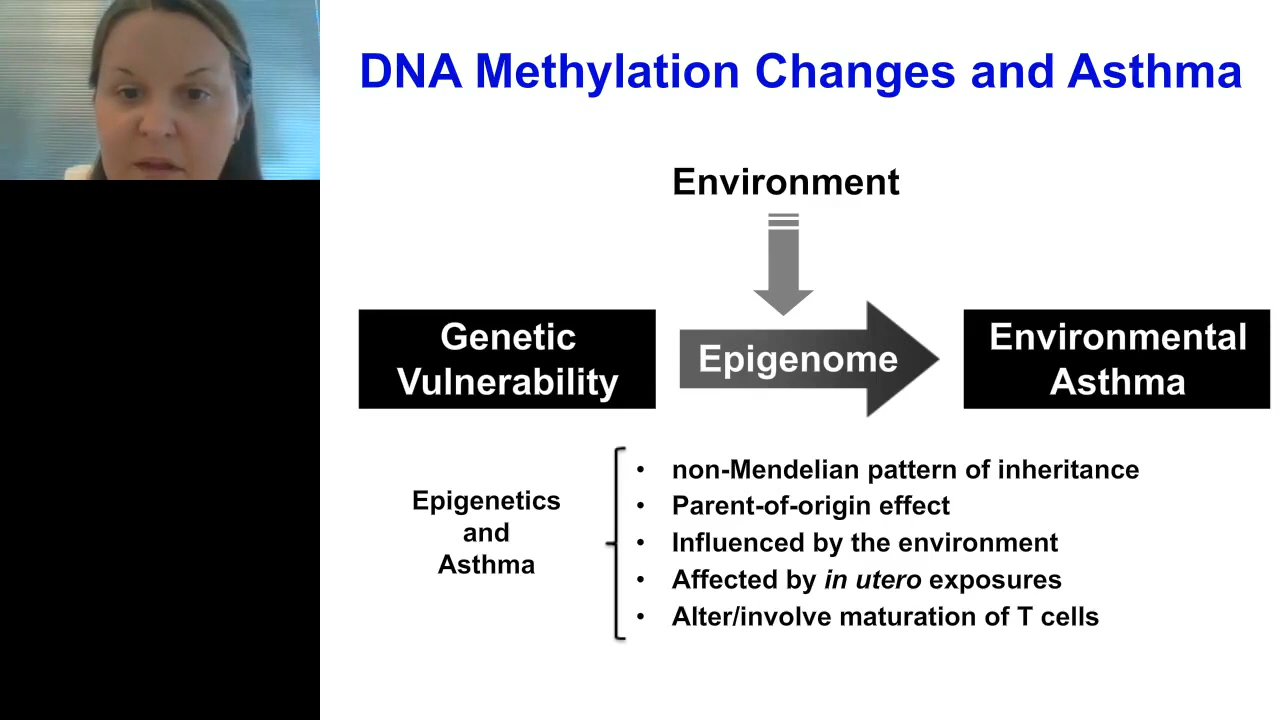 DNA Methylation Changes and Asthma
Environment
Genetic
Vulnerability
Epigenome
Environmental
Asthma
Epigenetics
and
Asthma
• non-Mendelian pattern of inheritance
• Parent-of-origin effect
• Influenced by the environment
• Affected by in utero exposures
• Alter/involve maturation of T cells